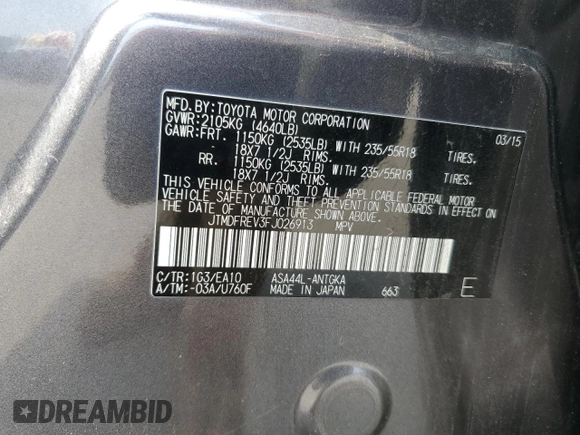 MFD. BY: TOYOTA MOTOR CORPORATION 03/15
GVWR: 2105KG (4640LB)
GAWR: FRT. 1150KG (2535LB) WITH 235/55R18 TIRES.
18X7 1/2J RIMS.
RR. 1150KG (2535LB) WITH 235/55R18 TIRES.
18X7 1/2J RIMS.
THIS VEHICLE CONFORMS TO ALL APPLICABLE FEDERAL MOTOR
VEHICLE SAFETY AND THEFT PREVENTION STANDARDS IN EFFECT ON
THE DATE OF MANUFACTURE SHOWN ABOVE.
JTMDFREV3FJ026913 MPV
C/TR: 1G3/EA10 ASA44L-ANTGKA
A/TM: -03A/U760F MADE IN JAPAN 663 E
DREAMBID